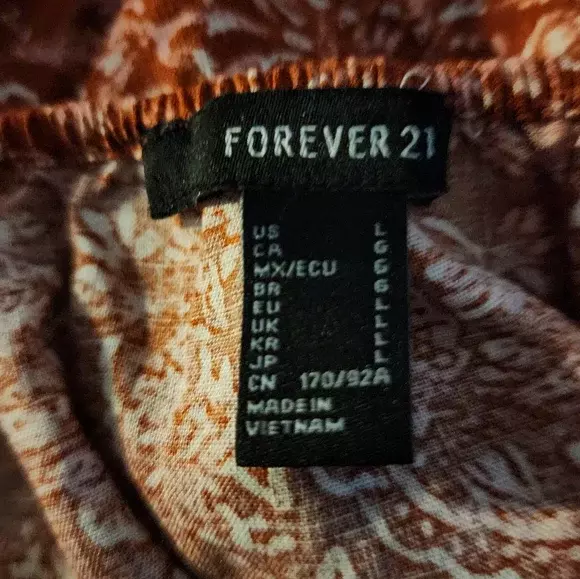 FOREVER 21
US L
CA G
MX/ECU G
BR G
EU L
UK L
KR L
JP L
CN 170/92A
MADE IN
VIETNAM